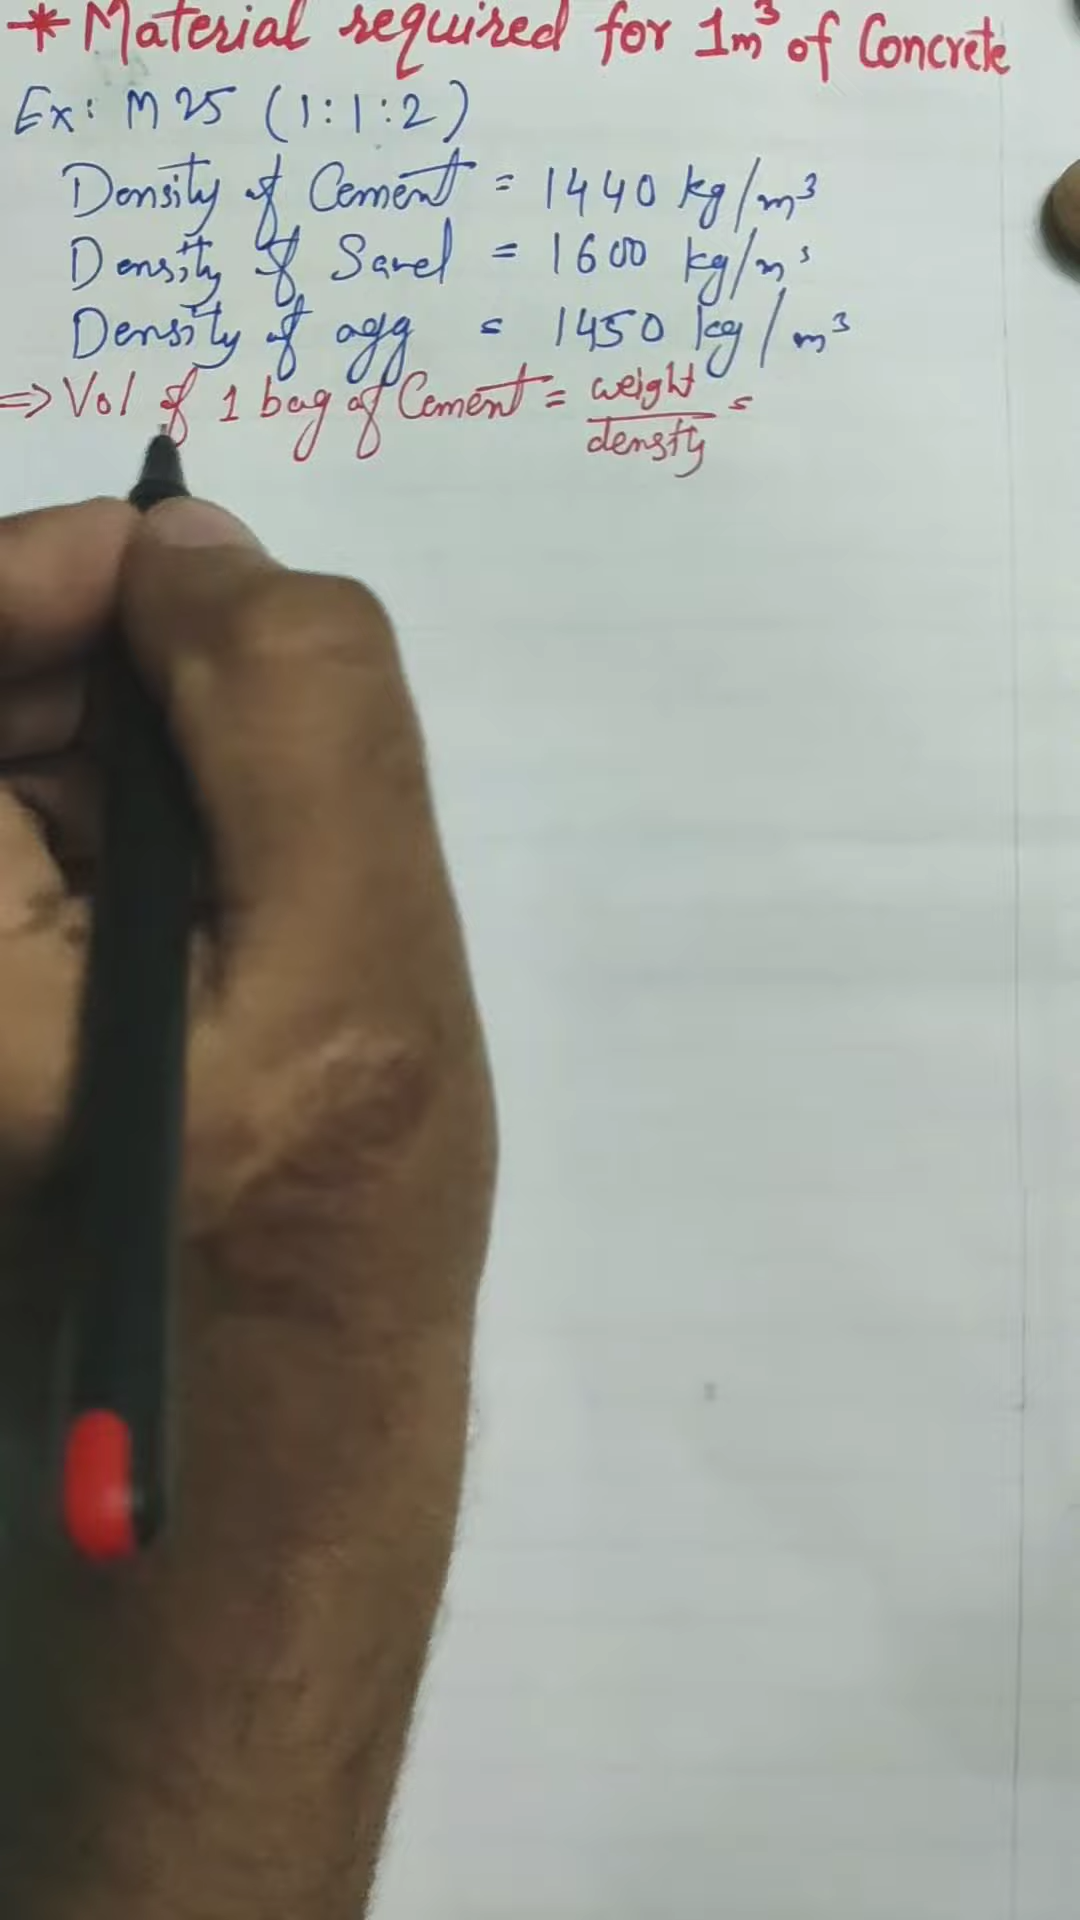 * Material required for 1m³ of Concrete
Ex: M25 (1:1:2)
Density of Cement = 1440 kg/m³
Density of Sand = 1600 kg/m³
Density of agg = 1450 kg/m³
⇒ Vol of 1 bag of Cement = weight/density =